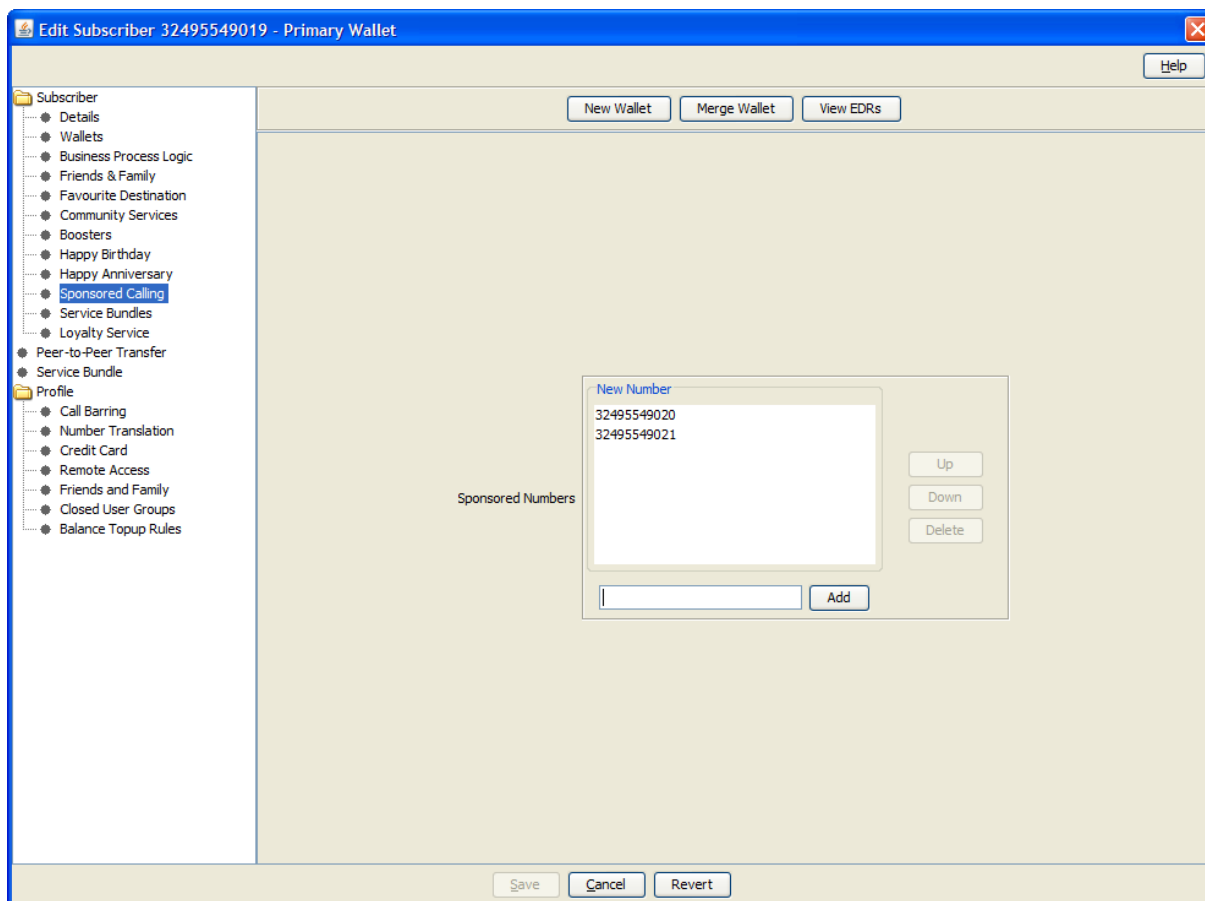 Edit Subscriber 32495549019 - Primary Wallet
Help
Subscriber
Details
Wallets
Business Process Logic
Friends & Family
Favourite Destination
Community Services
Boosters
Happy Birthday
Happy Anniversary
Sponsored Calling
Service Bundles
Loyalty Service
Peer-to-Peer Transfer
Service Bundle
Profile
Call Barring
Number Translation
Credit Card
Remote Access
Friends and Family
Closed User Groups
Balance Topup Rules
New Wallet Merge Wallet View EDRs
New Number
32495549020
32495549021
Sponsored Numbers
Up
Down
Delete
Add
Save Cancel Revert